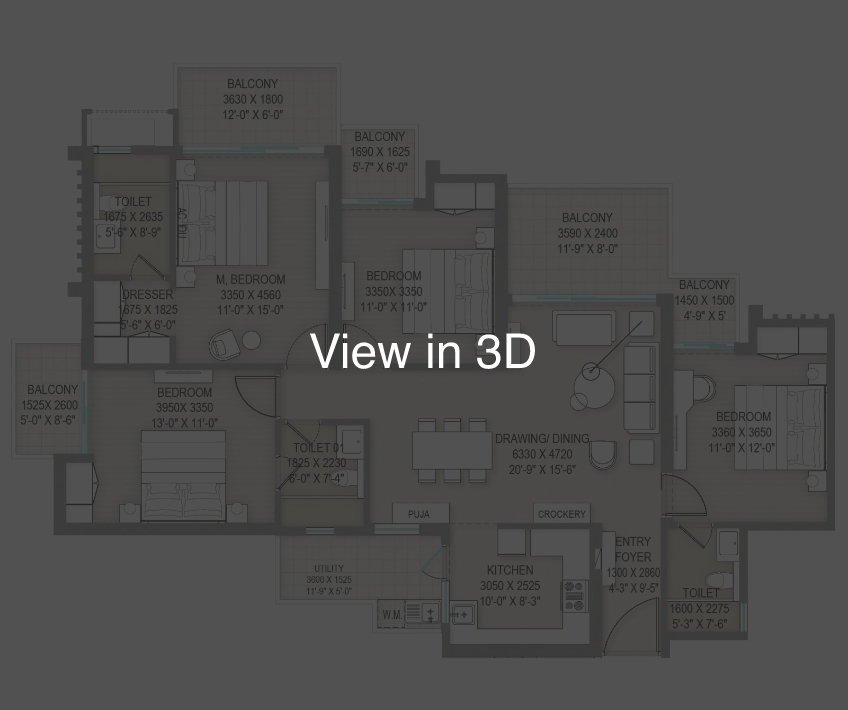 BALCONY
3630 X 1800
12'-0" X 6'-0"
BALCONY
1690 X 1625
5'-7" X 6'-0"
TOILET
1675 X 2635
5'-6" X 8'-9"
BALCONY
3590 X 2400
11'-9" X 8'-0"
M, BEDROOM
3350 X 4560
11'-0" X 15'-0"
BEDROOM
3350X 3350
11'-0" X 11'-0"
BALCONY
1450 X 1500
4'-9" X 5'
DRESSER
1675 X 1825
5'-6" X 6'-0"
View in 3D
BALCONY
1525X 2600
5'-0" X 8'-6"
BEDROOM
3950X 3350
13'-0" X 11'-0"
BEDROOM
3360 X 3650
11'-0" X 12'-0"
TOILET 01
1825 X 2230
6'-0" X 7'-4"
DRAWING/ DINING
6330 X 4720
20'-9" X 15'-6"
PUJA
CROCKERY
UTILITY
3600 X 1525
11'-9" X 5'-0"
W.M.
KITCHEN
3050 X 2525
10'-0" X 8'-3"
ENTRY
FOYER
1300 X 2860
4'-3" X 9'-5"
TOILET
1600 X 2275
5'-3" X 7'-6"